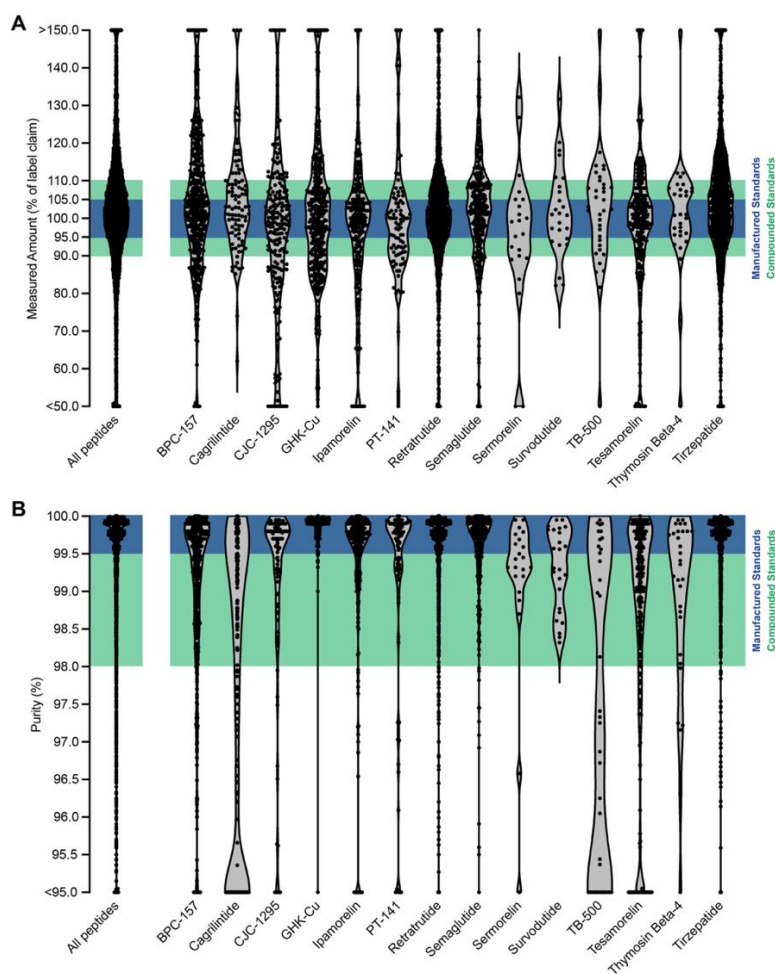 A
Measured Amount (% of label claim)
>150.0
140.0
130.0
120.0
110.0
105.0
100.0
95.0
90.0
80.0
70.0
60.0
<50.0
Manufactured Standards
Compounded Standards
All peptides
BPC-157
Cagrilintide
CJC-1295
GHK-Cu
Ipamorelin
PT-141
Retratrutide
Semaglutide
Sermorelin
Survodutide
TB-500
Tesamorelin
Thymosin Beta-4
Tirzepatide
B
Purity (%)
100.0
99.5
99.0
98.5
98.0
97.5
97.0
96.5
96.0
95.5
<95.0
Manufactured Standards
Compounded Standards
All peptides
BPC-157
Cagrilintide
CJC-1295
GHK-Cu
Ipamorelin
PT-141
Retratrutide
Semaglutide
Sermorelin
Survodutide
TB-500
Tesamorelin
Thymosin Beta-4
Tirzepatide